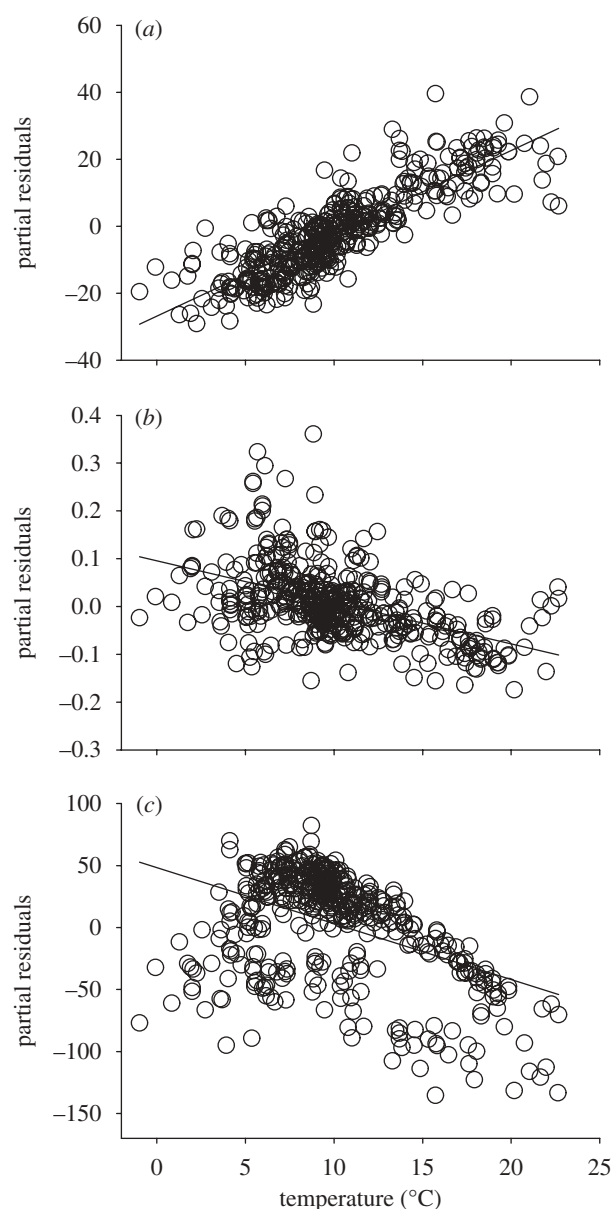 60
(a)
40
20
0
–20
–40
partial residuals
0.4
(b)
0.3
0.2
0.1
0.0
–0.1
–0.2
–0.3
partial residuals
100
(c)
50
0
–50
–100
–150
partial residuals
0 5 10 15 20 25
temperature (°C)